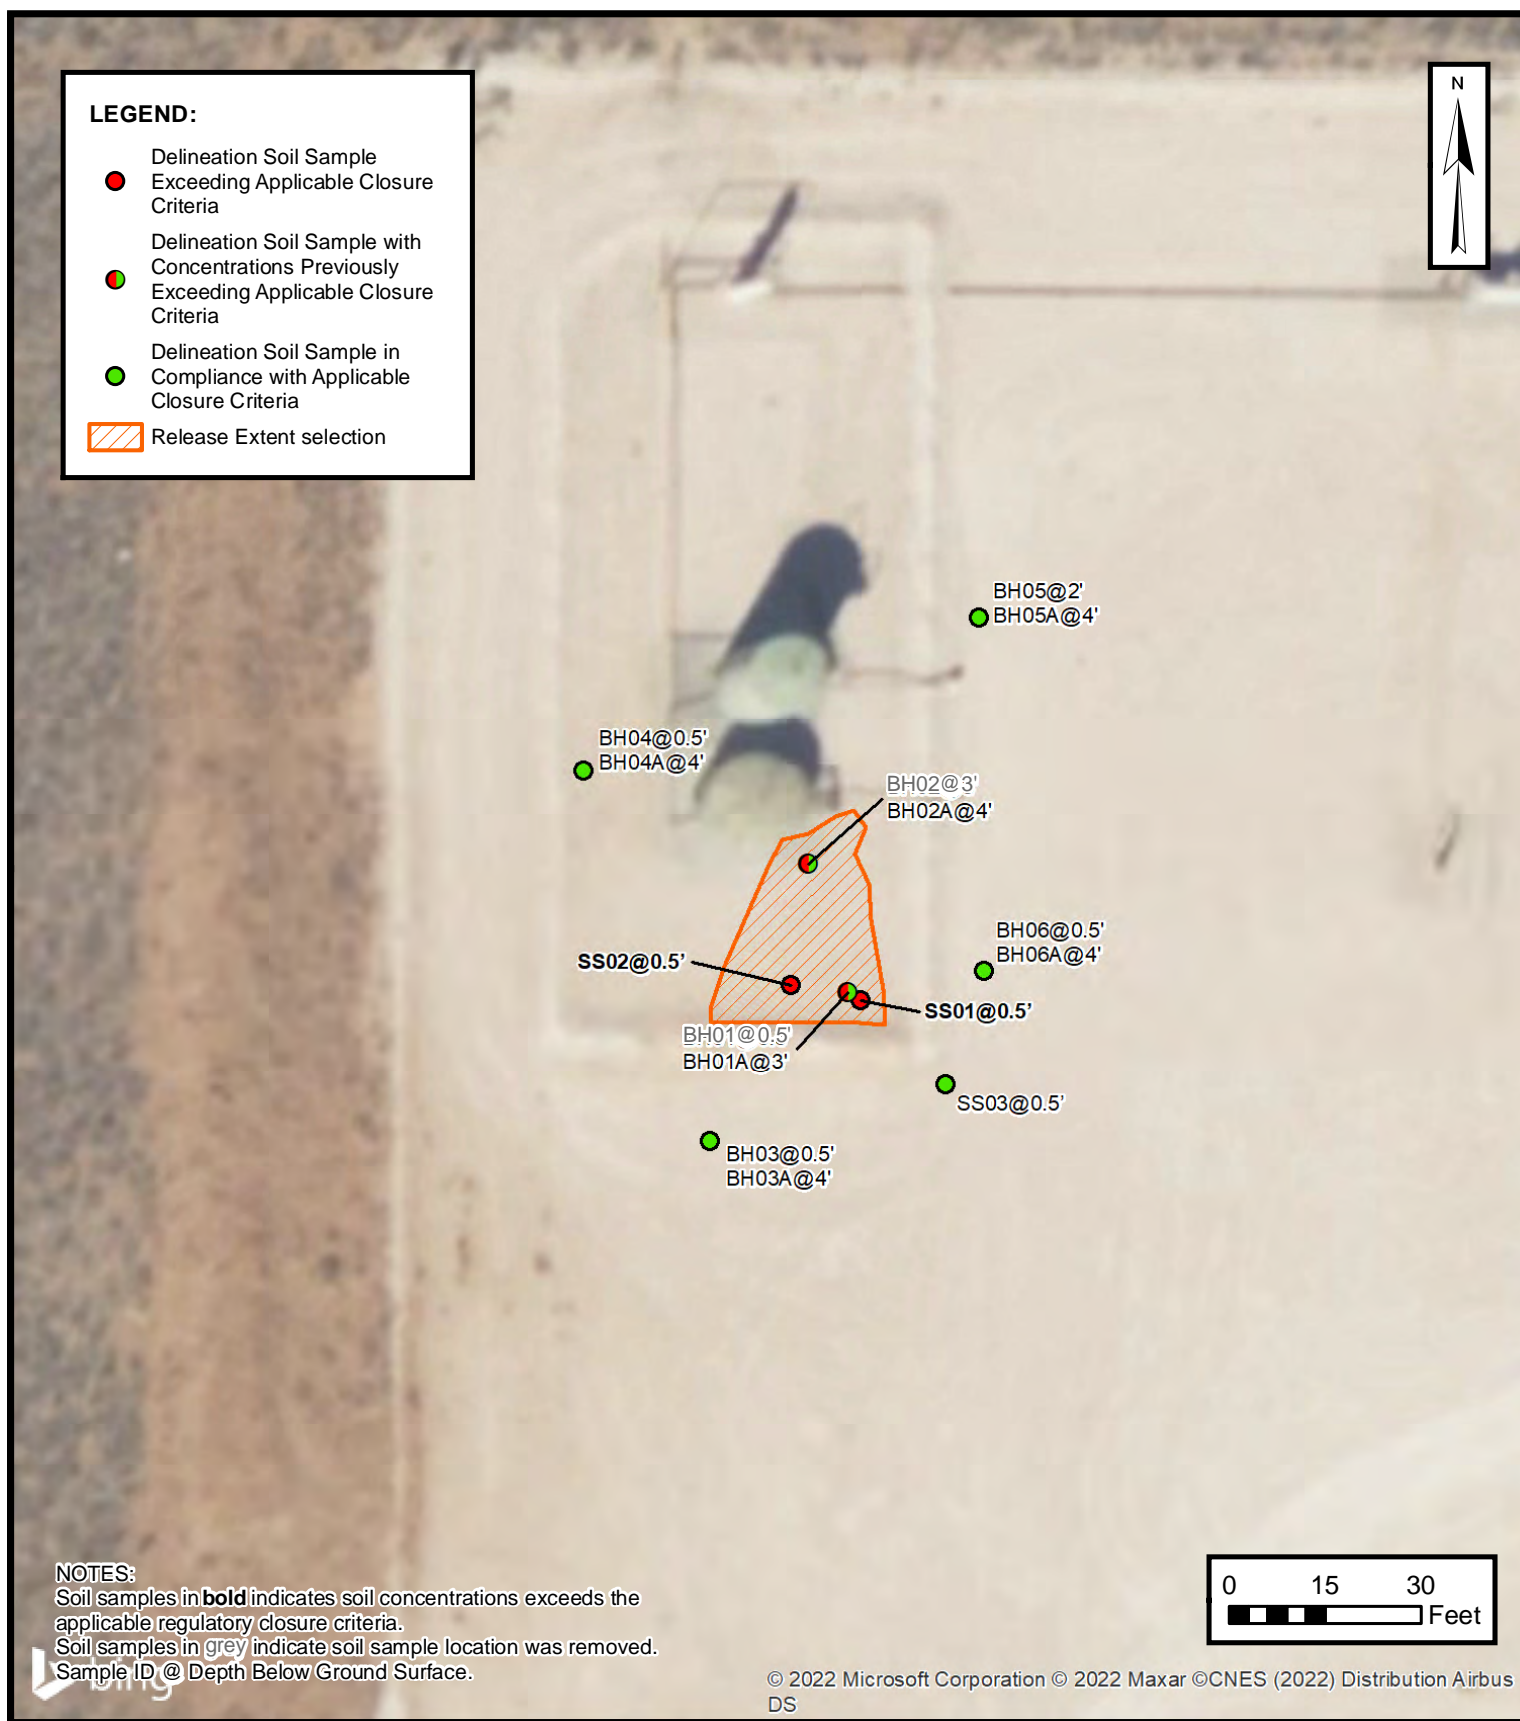 LEGEND:
Delineation Soil Sample
Exceeding Applicable Closure
Criteria
Delineation Soil Sample with
Concentrations Previously
Exceeding Applicable Closure
Criteria
Delineation Soil Sample in
Compliance with Applicable
Closure Criteria
Release Extent selection
N
BH05@2'
BH05A@4'
BH04@0.5'
BH04A@4'
BH02@3'
BH02A@4'
BH06@0.5'
BH06A@4'
SS02@0.5’
SS01@0.5’
BH01@0.5'
BH01A@3'
SS03@0.5’
BH03@0.5'
BH03A@4'
NOTES:
Soil samples in bold indicates soil concentrations exceeds the
applicable regulatory closure criteria.
Soil samples in grey indicate soil sample location was removed.
Sample ID @ Depth Below Ground Surface.
bing
0 15 30
Feet
© 2022 Microsoft Corporation © 2022 Maxar ©CNES (2022) Distribution Airbus
DS